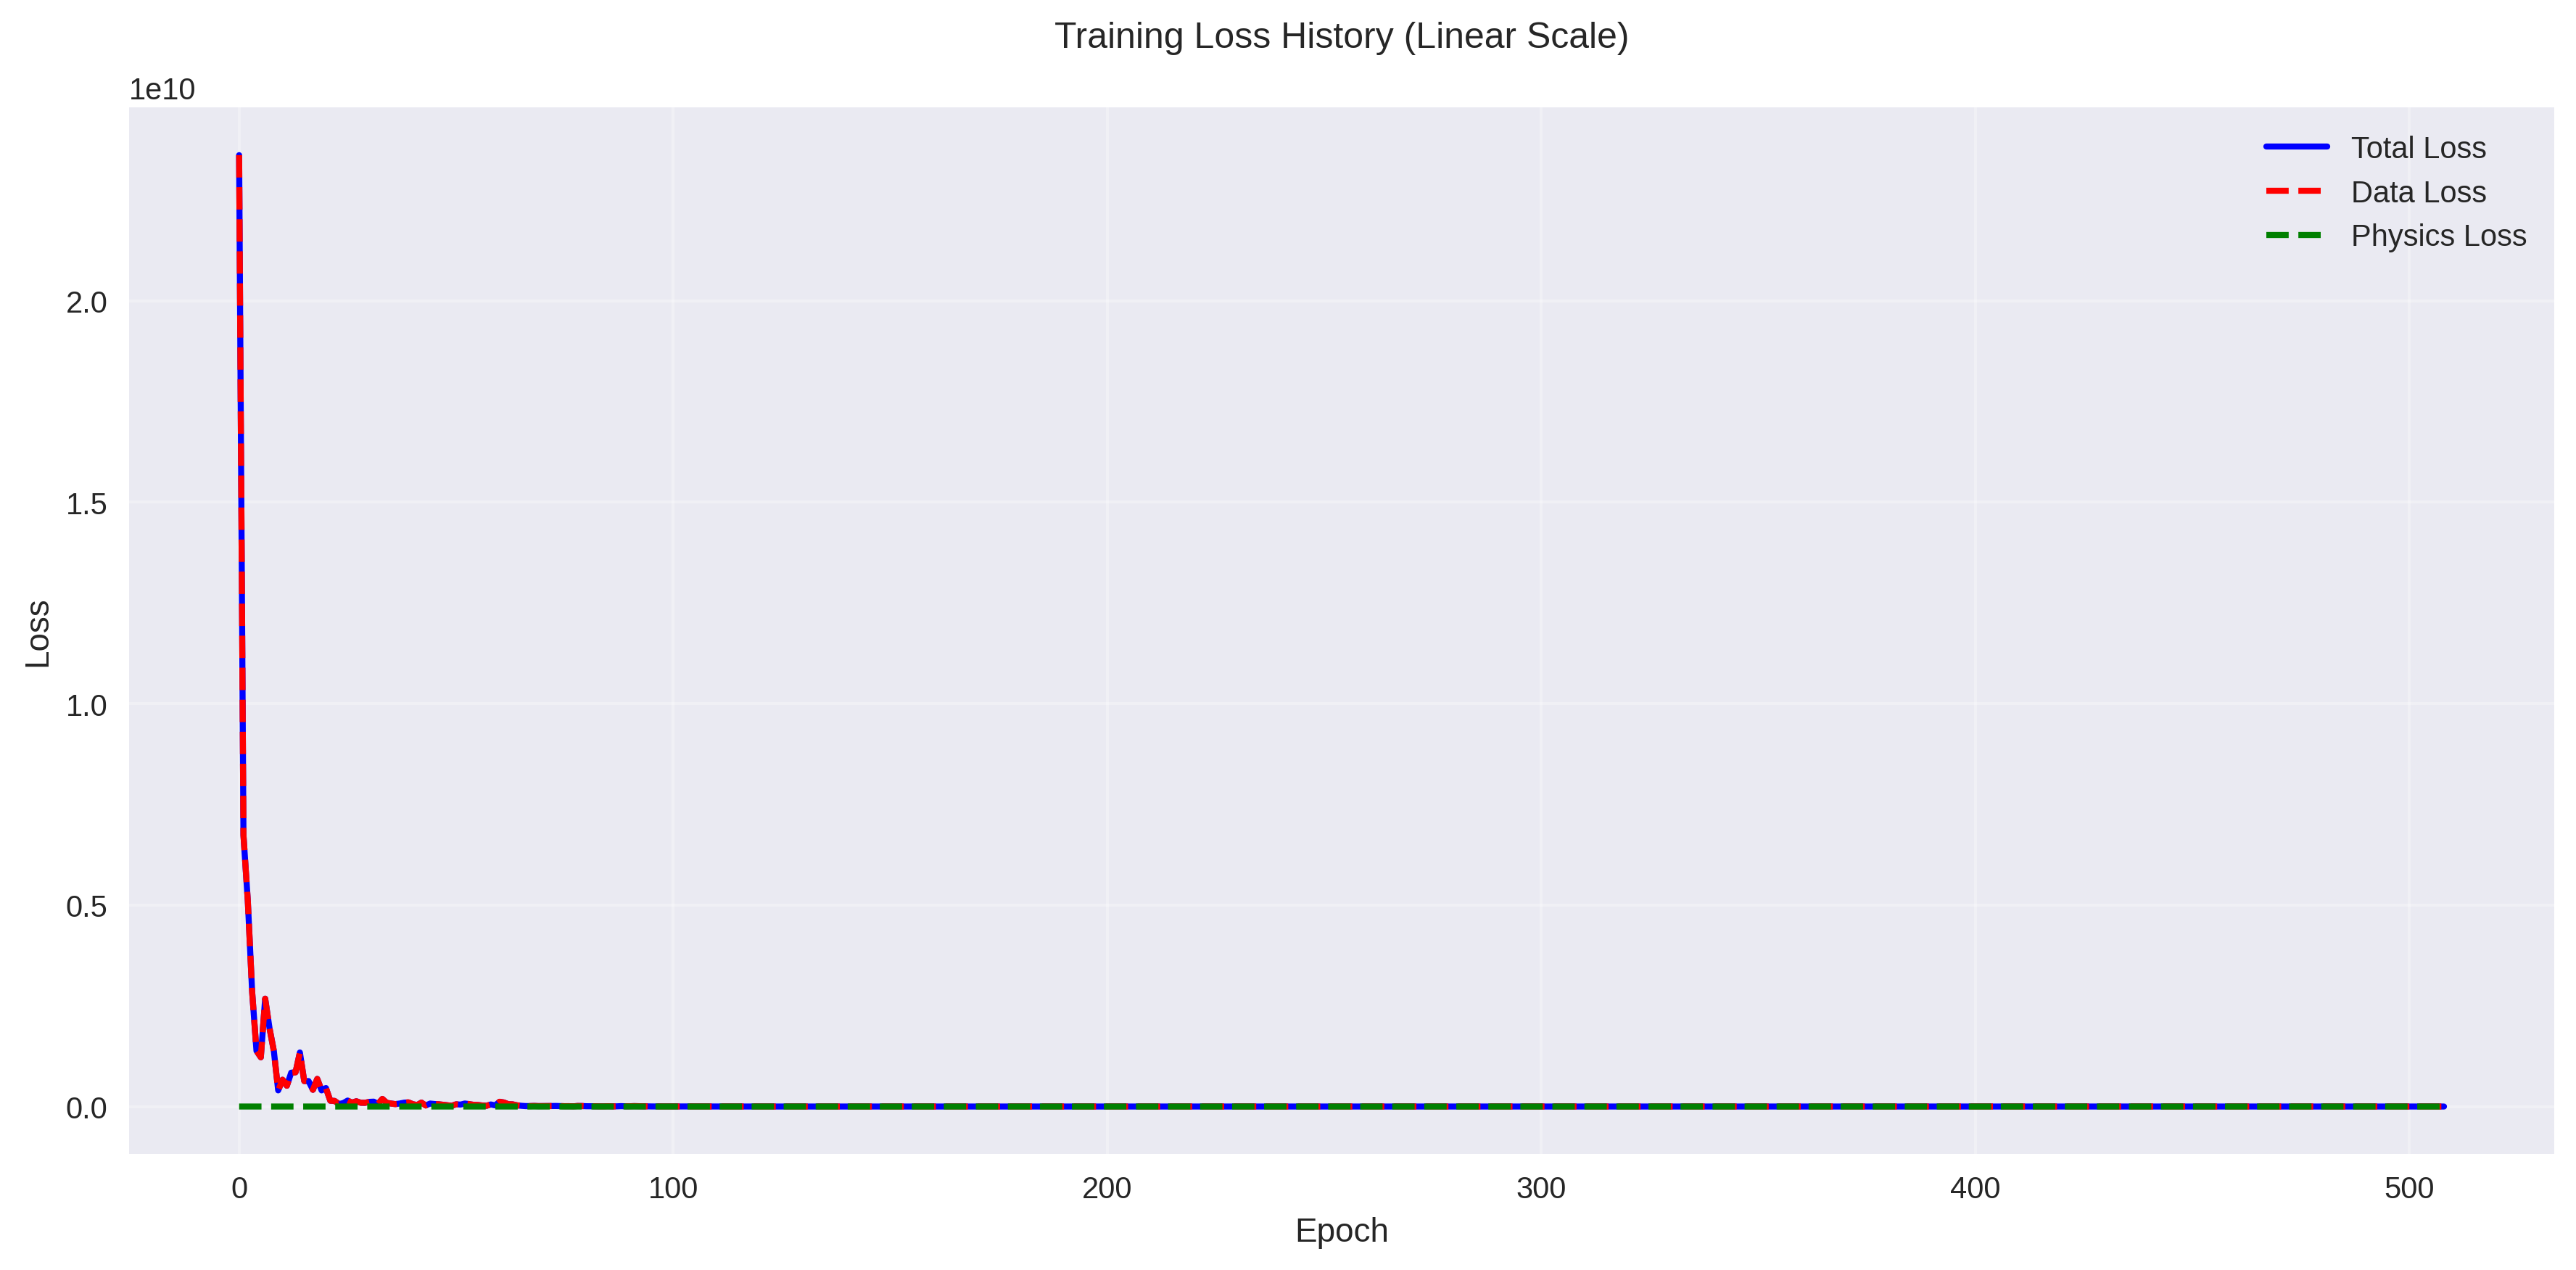 Training Loss History (Linear Scale)
1e10
Total Loss
Data Loss
Physics Loss
2.0
1.5
1.0
0.5
0.0
Loss
0 100 200 300 400 500
Epoch